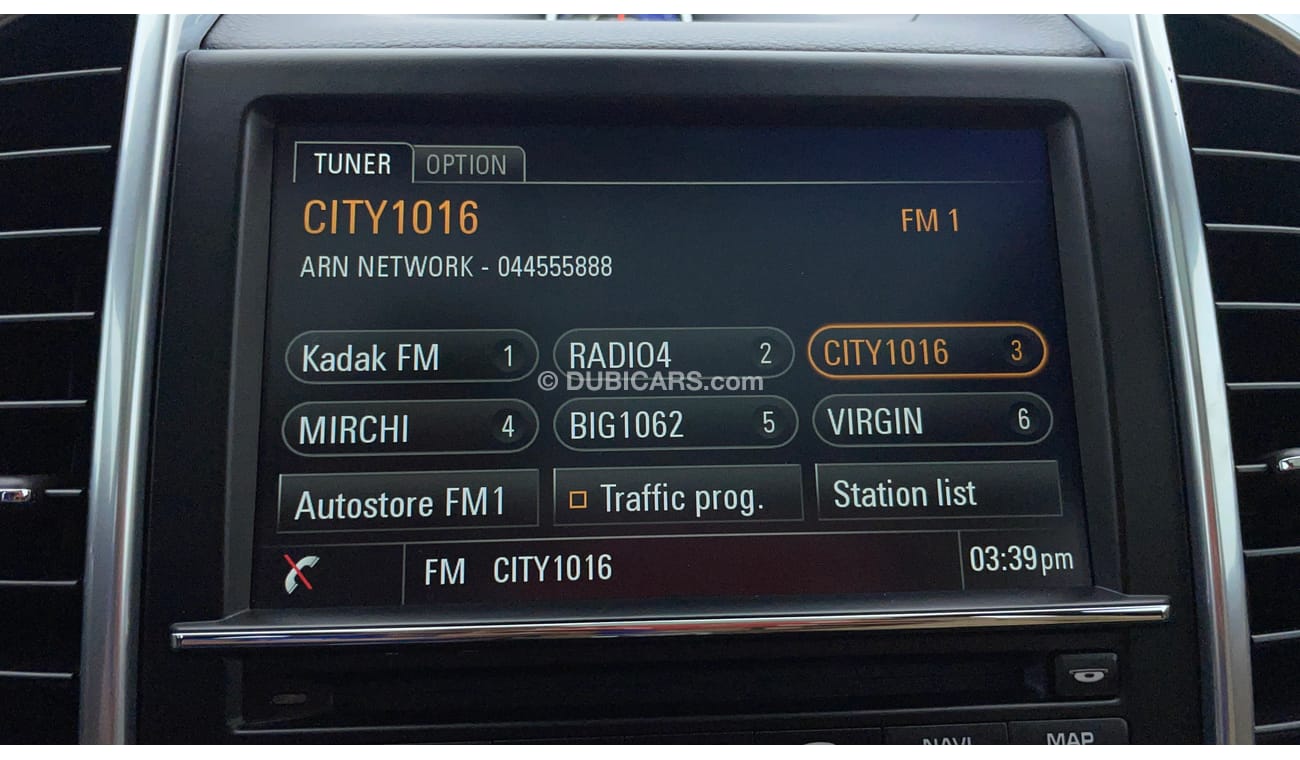 TUNER OPTION
CITY1016 FM 1
ARN NETWORK - 044555888
Kadak FM 1 RADIO4 2 CITY1016 3
© DUBICARS.com
MIRCHI 4 BIG1062 5 VIRGIN 6
Autostore FM1 Traffic prog. Station list
FM CITY1016 03:39pm
NAVI MAP